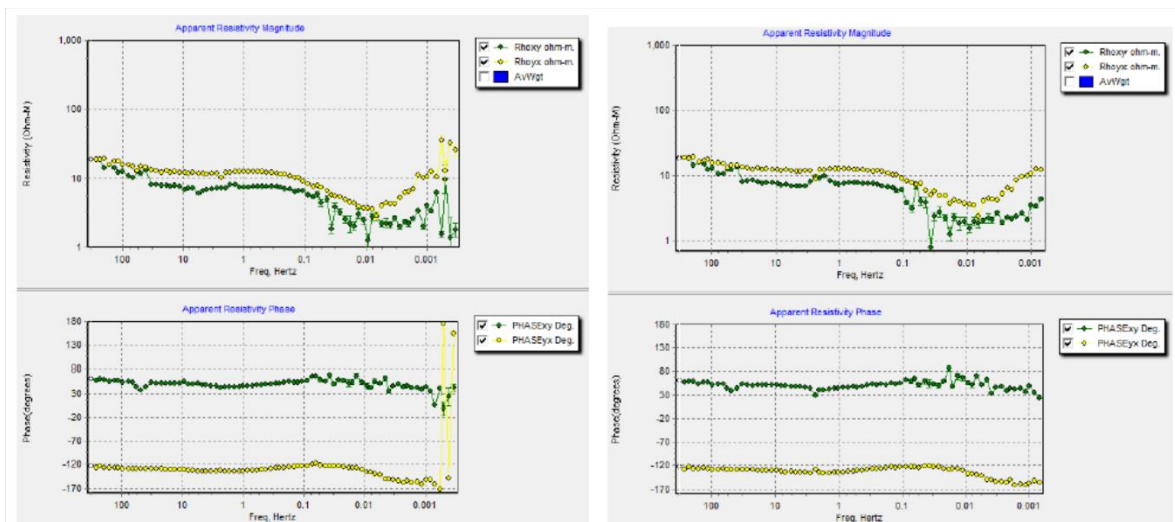 Apparent Resistivity Magnitude
1,000
100
10
1
Resistivity (Ohm-M)
100
10
1
0.1
0.01
0.001
Freq, Hertz
Rhoxy ohm-m.
Rhoyx ohm-m.
AvWgt
Apparent Resistivity Phase
180
130
80
30
-20
-70
-120
-170
Phase(degrees)
100
10
1
0.1
0.01
0.001
Freq, Hertz
PHASExy Deg.
PHASEyx Deg.
Apparent Resistivity Magnitude
1,000
100
10
1
Resistivity (Ohm-M)
100
10
1
0.1
0.01
0.001
Freq, Hertz
Rhoxy ohm-m.
Rhoyx ohm-m.
AvWgt
Apparent Resistivity Phase
180
130
80
30
-20
-70
-120
-170
Phase(degrees)
100
10
1
0.1
0.01
0.001
Freq, Hertz
PHASExy Deg.
PHASEyx Deg.